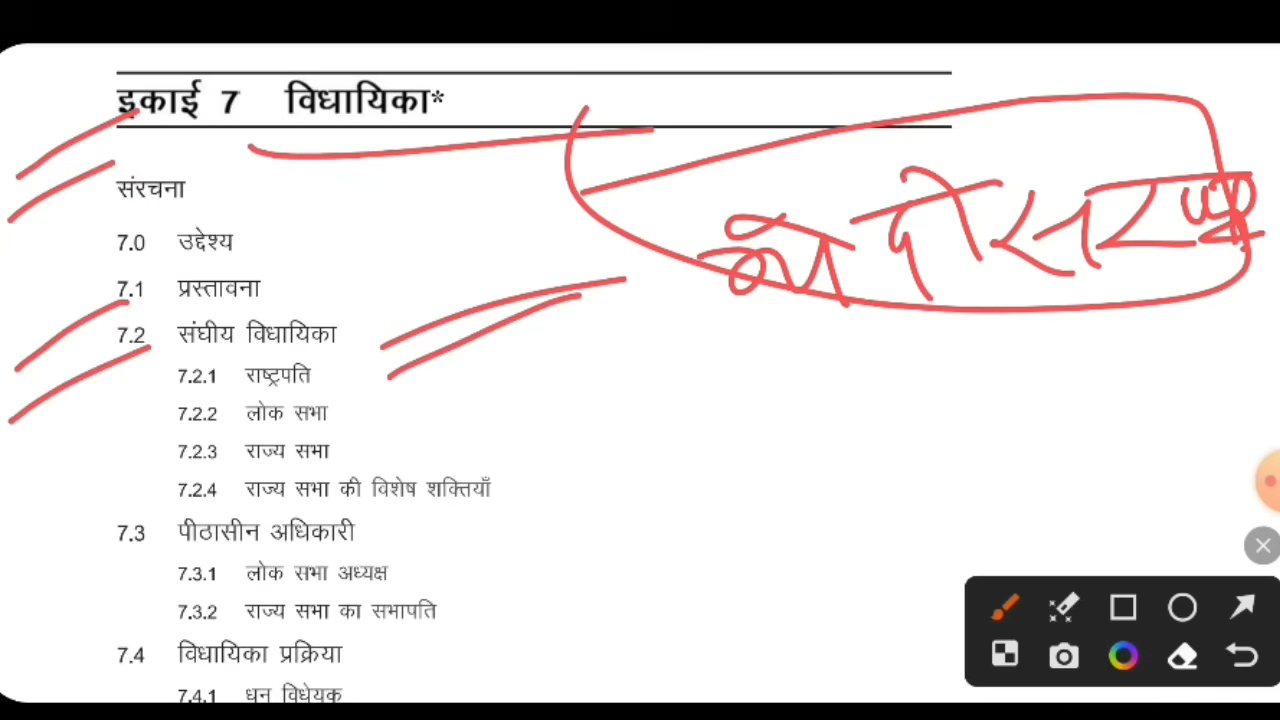 इकाई 7 विधायिका*
संरचना
7.0 उद्देश्य
7.1 प्रस्तावना
7.2 संघीय विधायिका
7.2.1 राष्ट्रपति
7.2.2 लोक सभा
7.2.3 राज्य सभा
7.2.4 राज्य सभा की विशेष शक्तियाँ
7.3 पीठासीन अधिकारी
7.3.1 लोक सभा अध्यक्ष
7.3.2 राज्य सभा का सभापति
7.4 विधायिका प्रक्रिया
7.4.1 धन विधेयक